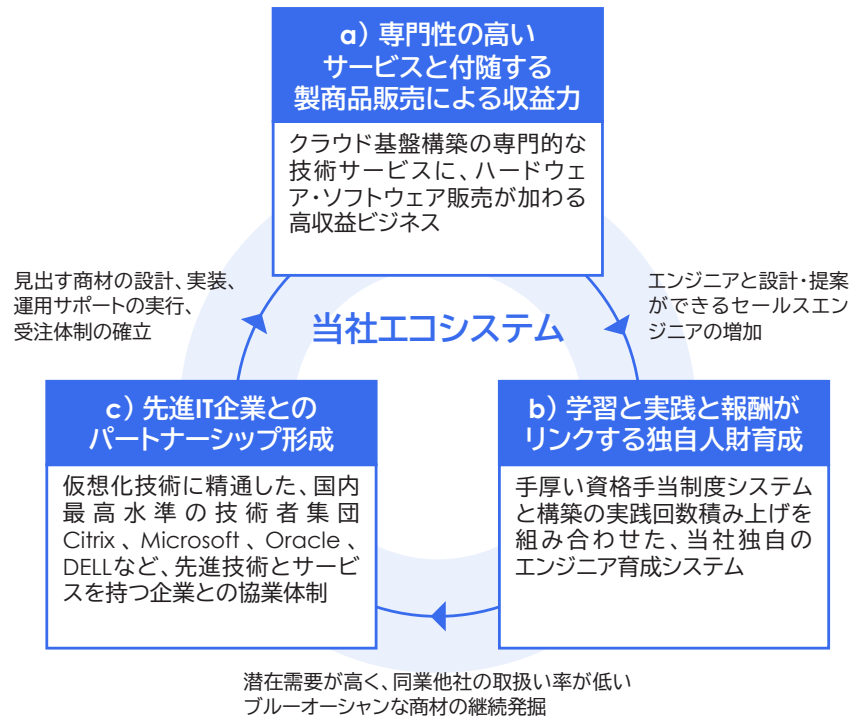 a）専門性の高い
サービスと付随する
製商品販売による収益力
クラウド基盤構築の専門的な
技術サービスに、ハードウェ
ア・ソフトウェア販売が加わる
高収益ビジネス
見出す商材の設計、実装、
運用サポートの実行、
受注体制の確立
当社エコシステム
エンジニアと設計・提案
ができるセールスエン
ジニアの増加
c）先進IT企業との
パートナーシップ形成
仮想化技術に精通した、国内
最高水準の技術者集団
Citrix、Microsoft、Oracle、
DELLなど、先進技術とサービ
スを持つ企業との協業体制
b）学習と実践と報酬が
リンクする独自人財育成
手厚い資格手当制度システム
と構築の実践回数積み上げを
組み合わせた、当社独自の
エンジニア育成システム
潜在需要が高く、同業他社の取扱い率が低い
ブルーオーシャンな商材の継続発掘